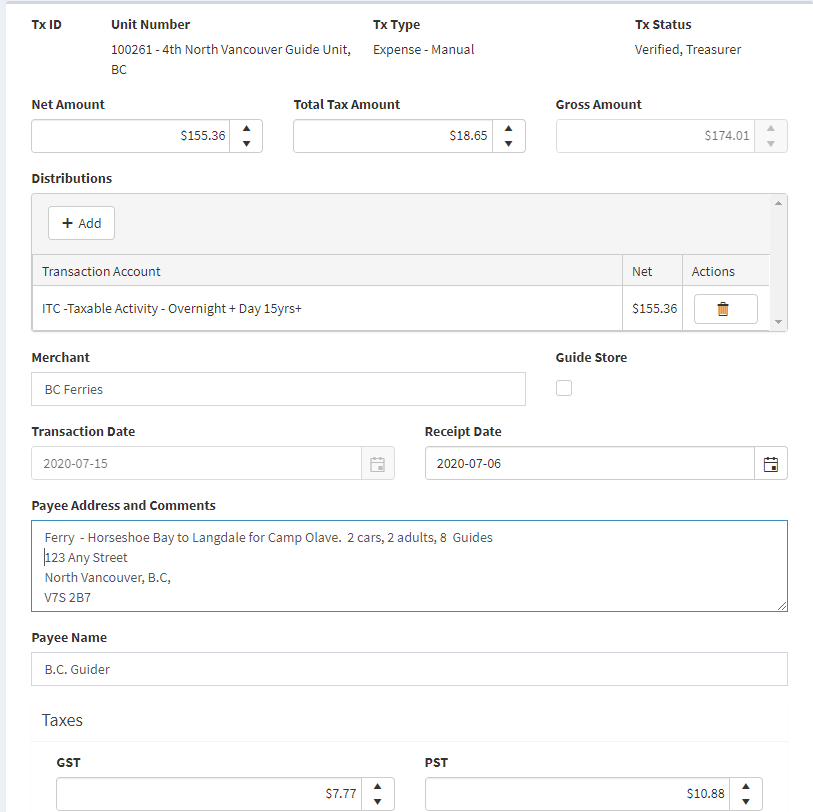 Tx ID Unit Number Tx Type Tx Status
100261 - 4th North Vancouver Guide Unit, Expense - Manual Verified, Treasurer
BC
Net Amount Total Tax Amount Gross Amount
$155.36 $18.65 $174.01
Distributions
+ Add
Transaction Account Net Actions
ITC -Taxable Activity - Overnight + Day 15yrs+ $155.36
Merchant Guide Store
BC Ferries
Transaction Date Receipt Date
2020-07-15 2020-07-06
Payee Address and Comments
Ferry  - Horseshoe Bay to Langdale for Camp Olave.  2 cars, 2 adults, 8  Guides
123 Any Street
North Vancouver, B.C,
V7S 2B7
Payee Name
B.C. Guider
Taxes
GST PST
$7.77 $10.88